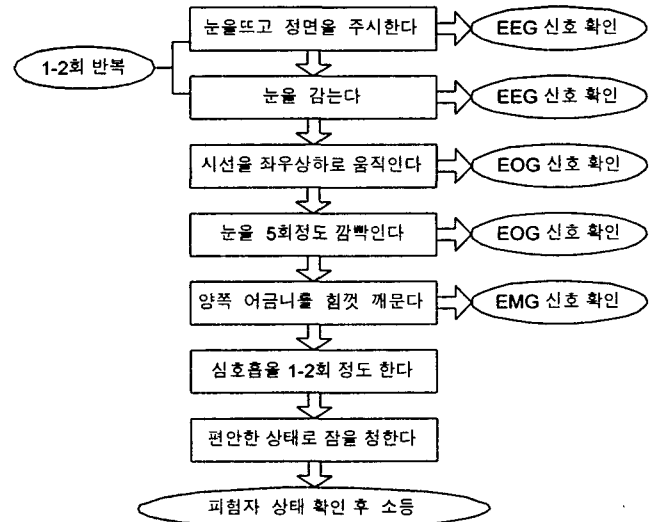 눈을뜨고 정면을 주시한다
EEG 신호 확인
1-2회 반복
눈을 감는다
EEG 신호 확인
시선을 좌우상하로 움직인다
EOG 신호 확인
눈을 5회정도 깜빡인다
EOG 신호 확인
양쪽 어금니를 힘껏 깨문다
EMG 신호 확인
심호흡을 1-2회 정도 한다
편안한 상태로 잠을 청한다
피험자 상태 확인 후 소등